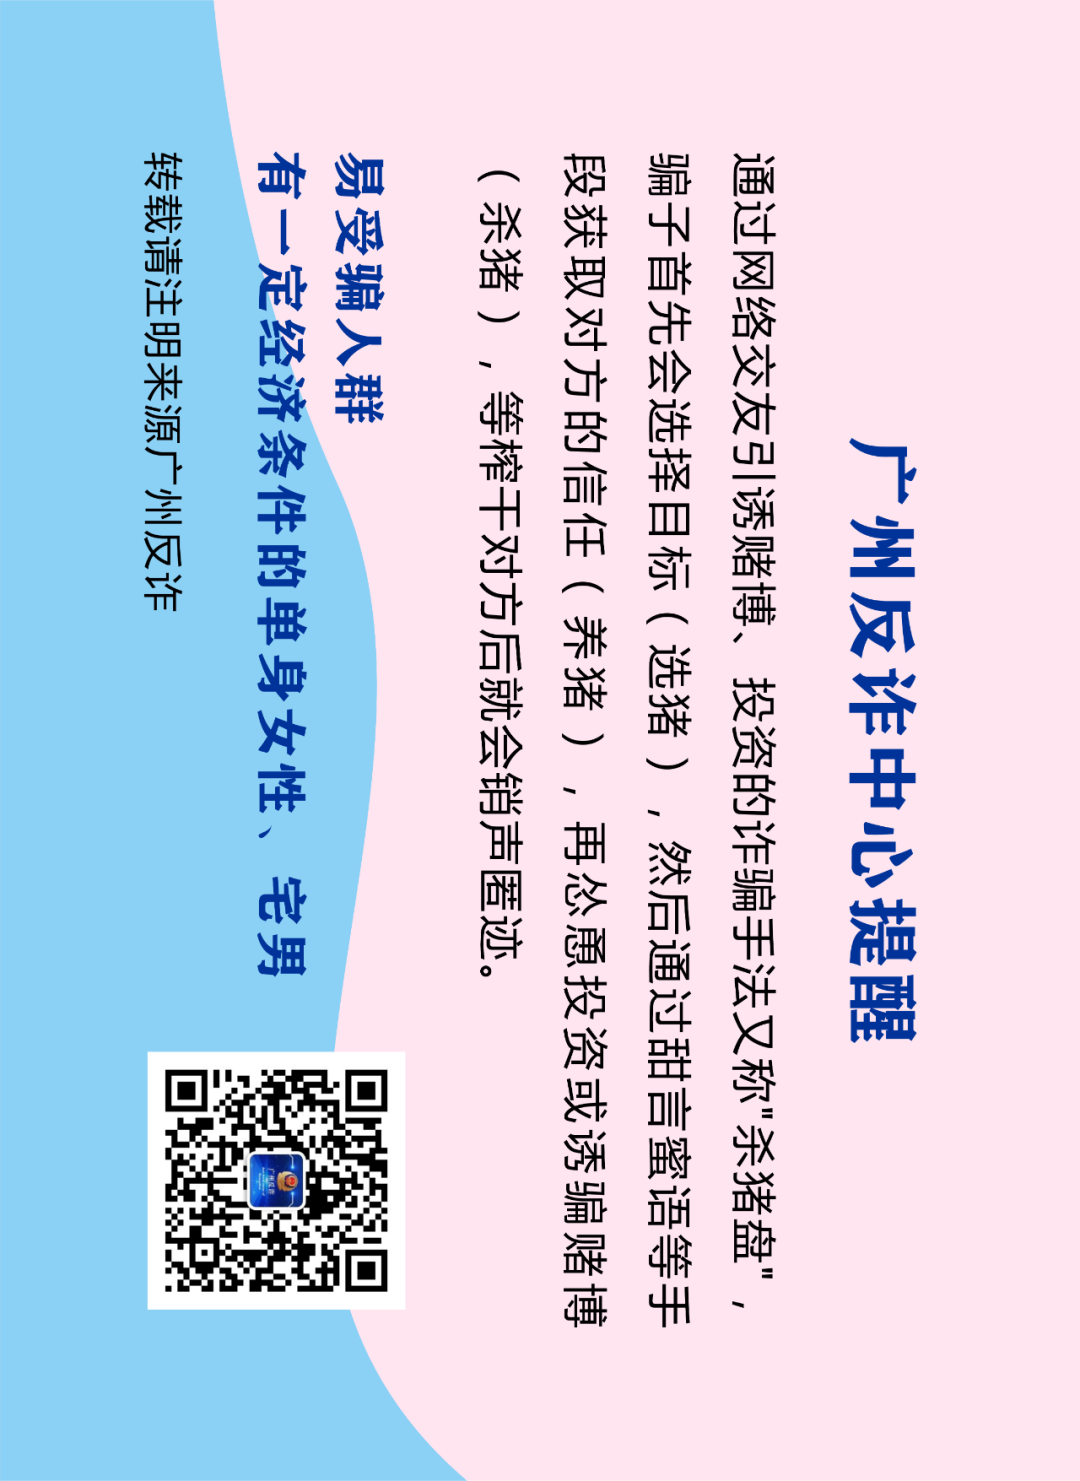 广州反诈中心提醒
通过网络交友引诱赌博、投资的诈骗手法又称"杀猪盘"，
骗子首先会选择目标（选猪），然后通过甜言蜜语等手
段获取对方的信任（养猪），再怂恿投资或诱骗赌博
（杀猪），等榨干对方后就会销声匿迹。
易受骗人群
有一定经济条件的单身女性、宅男
转载请注明来源广州反诈
广州反诈